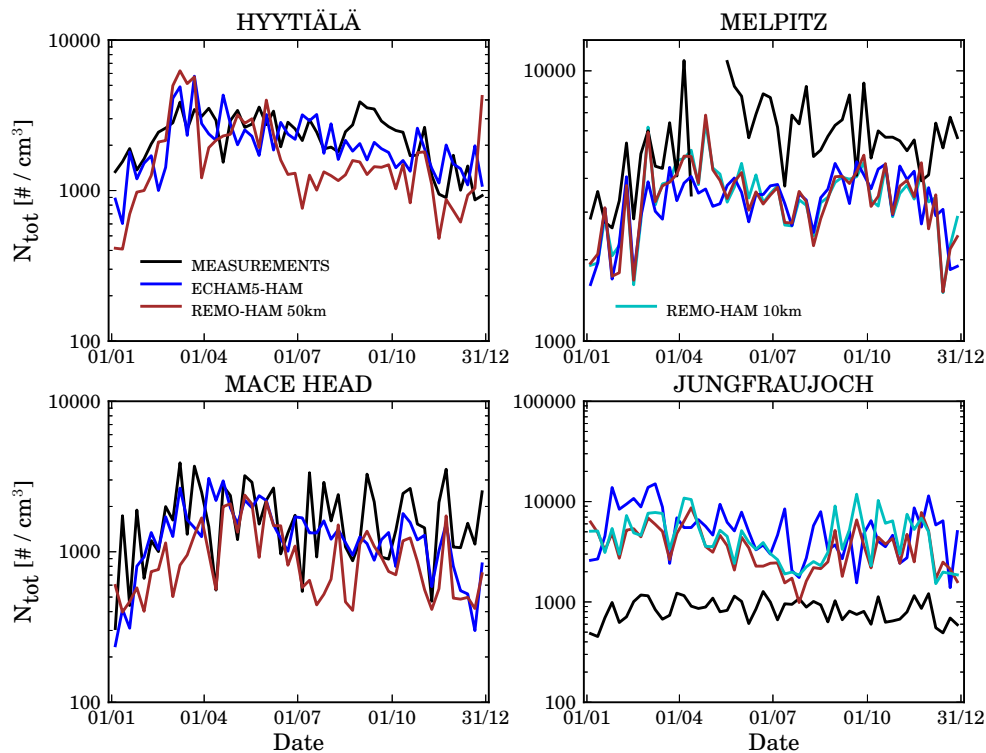 HYYTIÄLÄ
10000
1000
100
N_tot [# / cm³]
MEASUREMENTS
ECHAM5-HAM
REMO-HAM 50km
01/01 01/04 01/07 01/10 31/12
MELPITZ
10000
1000
REMO-HAM 10km
01/01 01/04 01/07 01/10 31/12
MACE HEAD
10000
1000
100
N_tot [# / cm³]
01/01 01/04 01/07 01/10 31/12
Date
JUNGFRAUJOCH
100000
10000
1000
100
01/01 01/04 01/07 01/10 31/12
Date